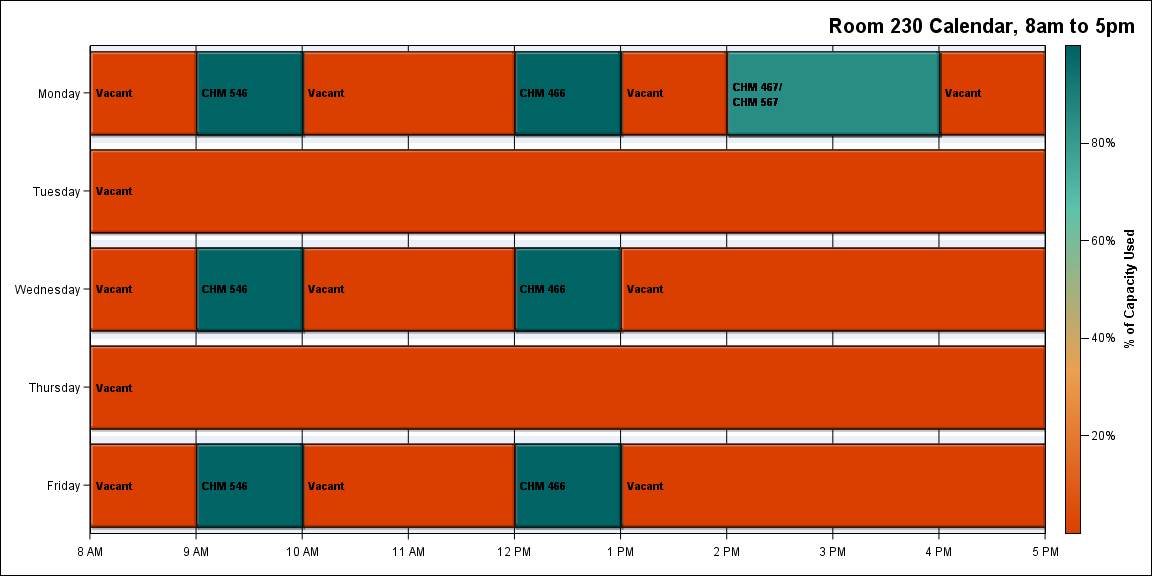 Room 230 Calendar, 8am to 5pm
Monday
Vacant
CHM 546
Vacant
CHM 466
Vacant
CHM 467/
CHM 567
Vacant
Tuesday
Vacant
Wednesday
Vacant
CHM 546
Vacant
CHM 466
Vacant
Thursday
Vacant
Friday
Vacant
CHM 546
Vacant
CHM 466
Vacant
8 AM
9 AM
10 AM
11 AM
12 PM
1 PM
2 PM
3 PM
4 PM
5 PM
80%
60%
40%
20%
% of Capacity Used